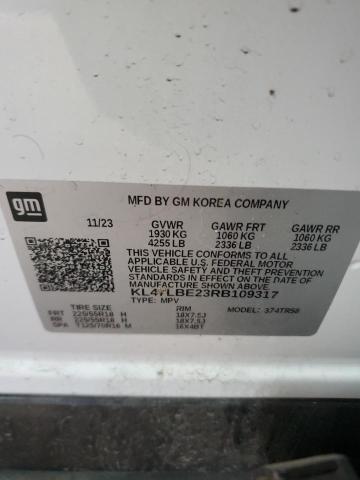 gm
MFD BY GM KOREA COMPANY
11/23 GVWR GAWR FRT GAWR RR
1930 KG 1060 KG 1060 KG
4255 LB 2336 LB 2336 LB
THIS VEHICLE CONFORMS TO ALL
APPLICABLE U.S. FEDERAL MOTOR
VEHICLE SAFETY AND THEFT PREVENTION
STANDARDS IN EFFECT ON THE DATE OF
MANUFACTURE SHOWN ABOVE.
KL47LBE23RB109317
TYPE: MPV MODEL: 374TR58
TIRE SIZE RIM
FRT 225/55R18 H 18X7.5J
RR 225/55R18 H 18X7.5J
SPA T125/70R16 M 16X4BT